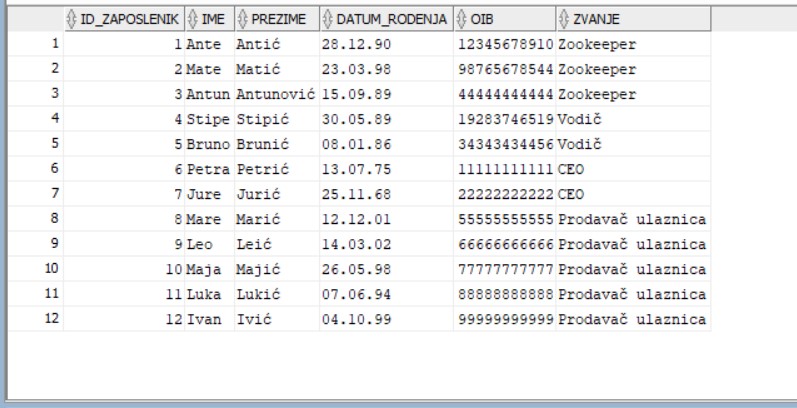 ID_ZAPOSLENIK IME PREZIME DATUM_RODENJA OIB ZVANJE
1 1 Ante Antić 28.12.90 12345678910 Zookeeper
2 2 Mate Matić 23.03.98 98765678544 Zookeeper
3 3 Antun Antunović 15.09.89 44444444444 Zookeeper
4 4 Stipe Stipić 30.05.89 19283746519 Vodič
5 5 Bruno Brunić 08.01.86 34343434456 Vodič
6 6 Petra Petrić 13.07.75 11111111111 CEO
7 7 Jure Jurić 25.11.68 22222222222 CEO
8 8 Mare Marić 12.12.01 55555555555 Prodavač ulaznica
9 9 Leo Leić 14.03.02 66666666666 Prodavač ulaznica
10 10 Maja Majić 26.05.98 77777777777 Prodavač ulaznica
11 11 Luka Lukić 07.06.94 88888888888 Prodavač ulaznica
12 12 Ivan Ivić 04.10.99 99999999999 Prodavač ulaznica